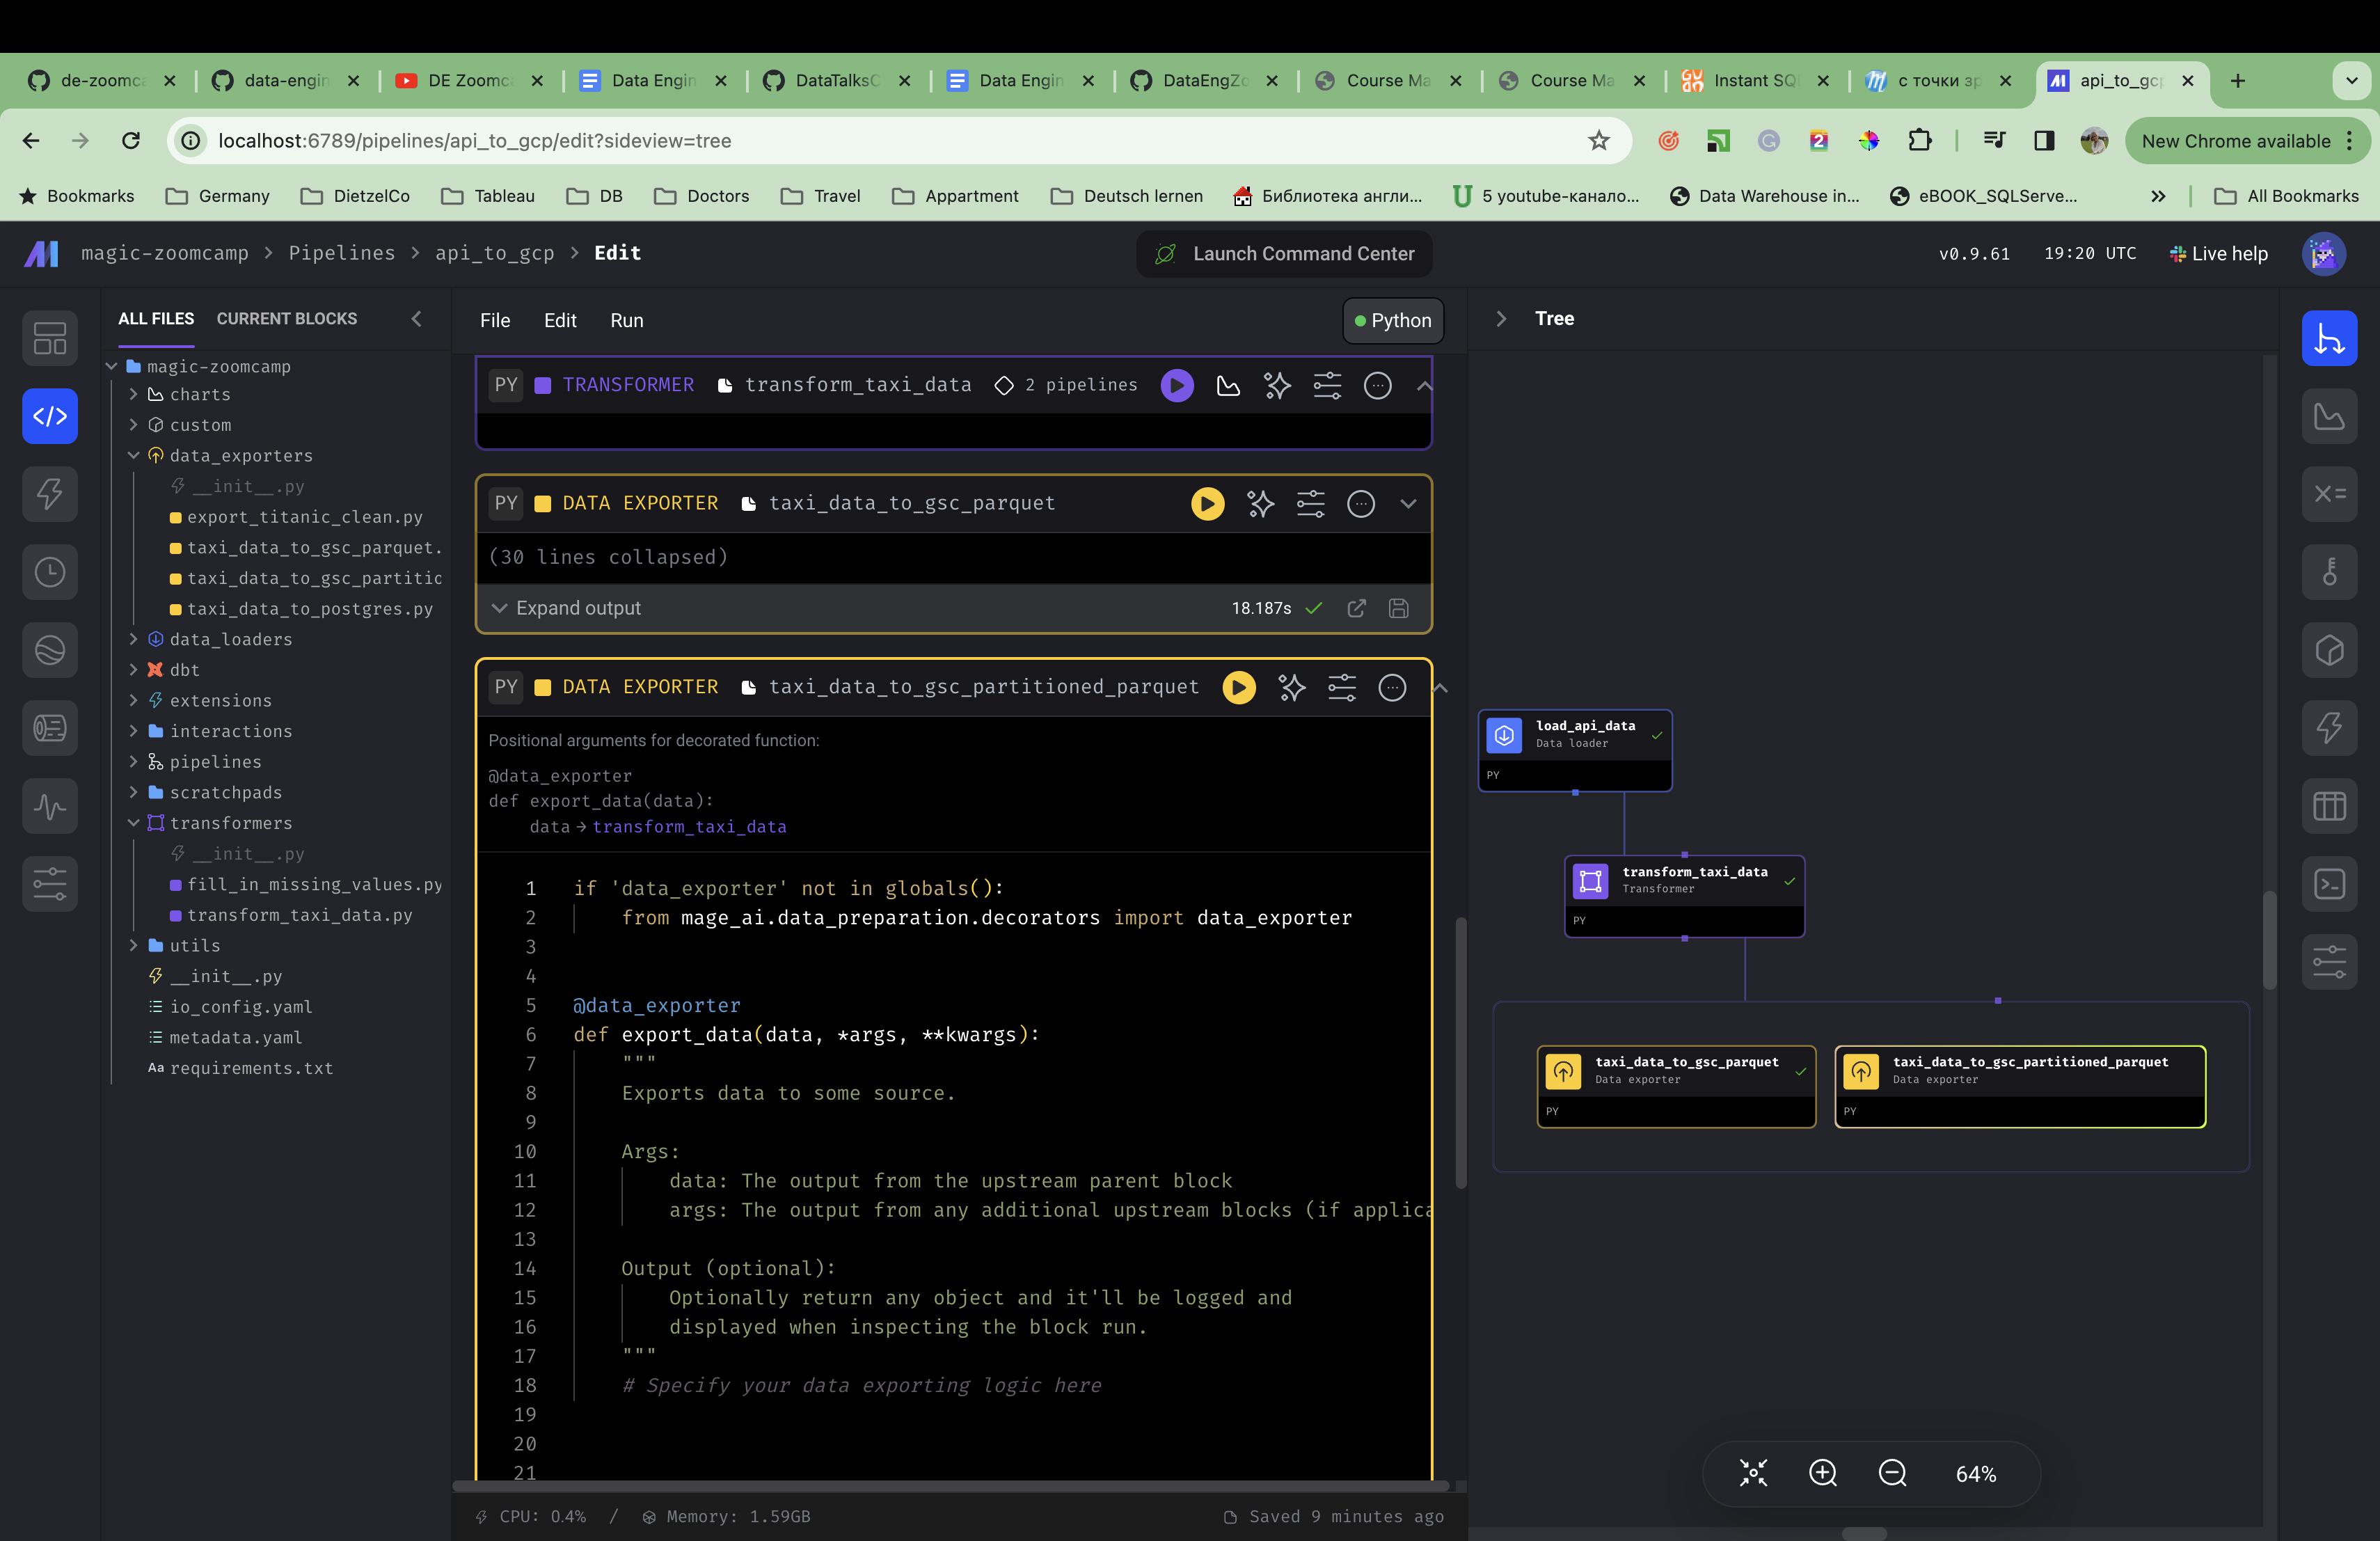 de-zoomca
data-engin
DE Zoomca
Data Engin
DataTalksC
Data Engin
DataEngZo
Course Ma
Course Ma
Instant SQ
с точки зр
api_to_gcp
localhost:6789/pipelines/api_to_gcp/edit?sideview=tree
2
New Chrome available
Bookmarks
Germany
DietzelCo
Tableau
DB
Doctors
Travel
Appartment
Deutsch lernen
Библиотека англи...
5 youtube-канало...
Data Warehouse in...
eBOOK_SQLServe...
All Bookmarks
magic-zoomcamp > Pipelines > api_to_gcp > Edit
Launch Command Center
v0.9.61
19:20 UTC
Live help
ALL FILES
CURRENT BLOCKS
magic-zoomcamp
charts
custom
data_exporters
__init__.py
export_titanic_clean.py
taxi_data_to_gsc_parquet.
taxi_data_to_gsc_partitio
taxi_data_to_postgres.py
data_loaders
dbt
extensions
interactions
pipelines
scratchpads
transformers
__init__.py
fill_in_missing_values.py
transform_taxi_data.py
utils
__init__.py
io_config.yaml
metadata.yaml
Aa requirements.txt
File Edit Run
Python
PY TRANSFORMER transform_taxi_data 2 pipelines
PY DATA EXPORTER taxi_data_to_gsc_parquet
(30 lines collapsed)
Expand output
18.187s
PY DATA EXPORTER taxi_data_to_gsc_partitioned_parquet
Positional arguments for decorated function:
@data_exporter
def export_data(data):
data → transform_taxi_data
1 if 'data_exporter' not in globals():
2 from mage_ai.data_preparation.decorators import data_exporter
3
4
5 @data_exporter
6 def export_data(data, *args, **kwargs):
7 """
8 Exports data to some source.
9
10 Args:
11 data: The output from the upstream parent block
12 args: The output from any additional upstream blocks (if applica
13
14 Output (optional):
15 Optionally return any object and it'll be logged and
16 displayed when inspecting the block run.
17 """
18 # Specify your data exporting logic here
19
20
21
CPU: 0.4% / Memory: 1.59GB
Saved 9 minutes ago
Tree
load_api_data
Data loader
PY
transform_taxi_data
Transformer
PY
taxi_data_to_gsc_parquet
Data exporter
PY
taxi_data_to_gsc_partitioned_parquet
Data exporter
PY
64%